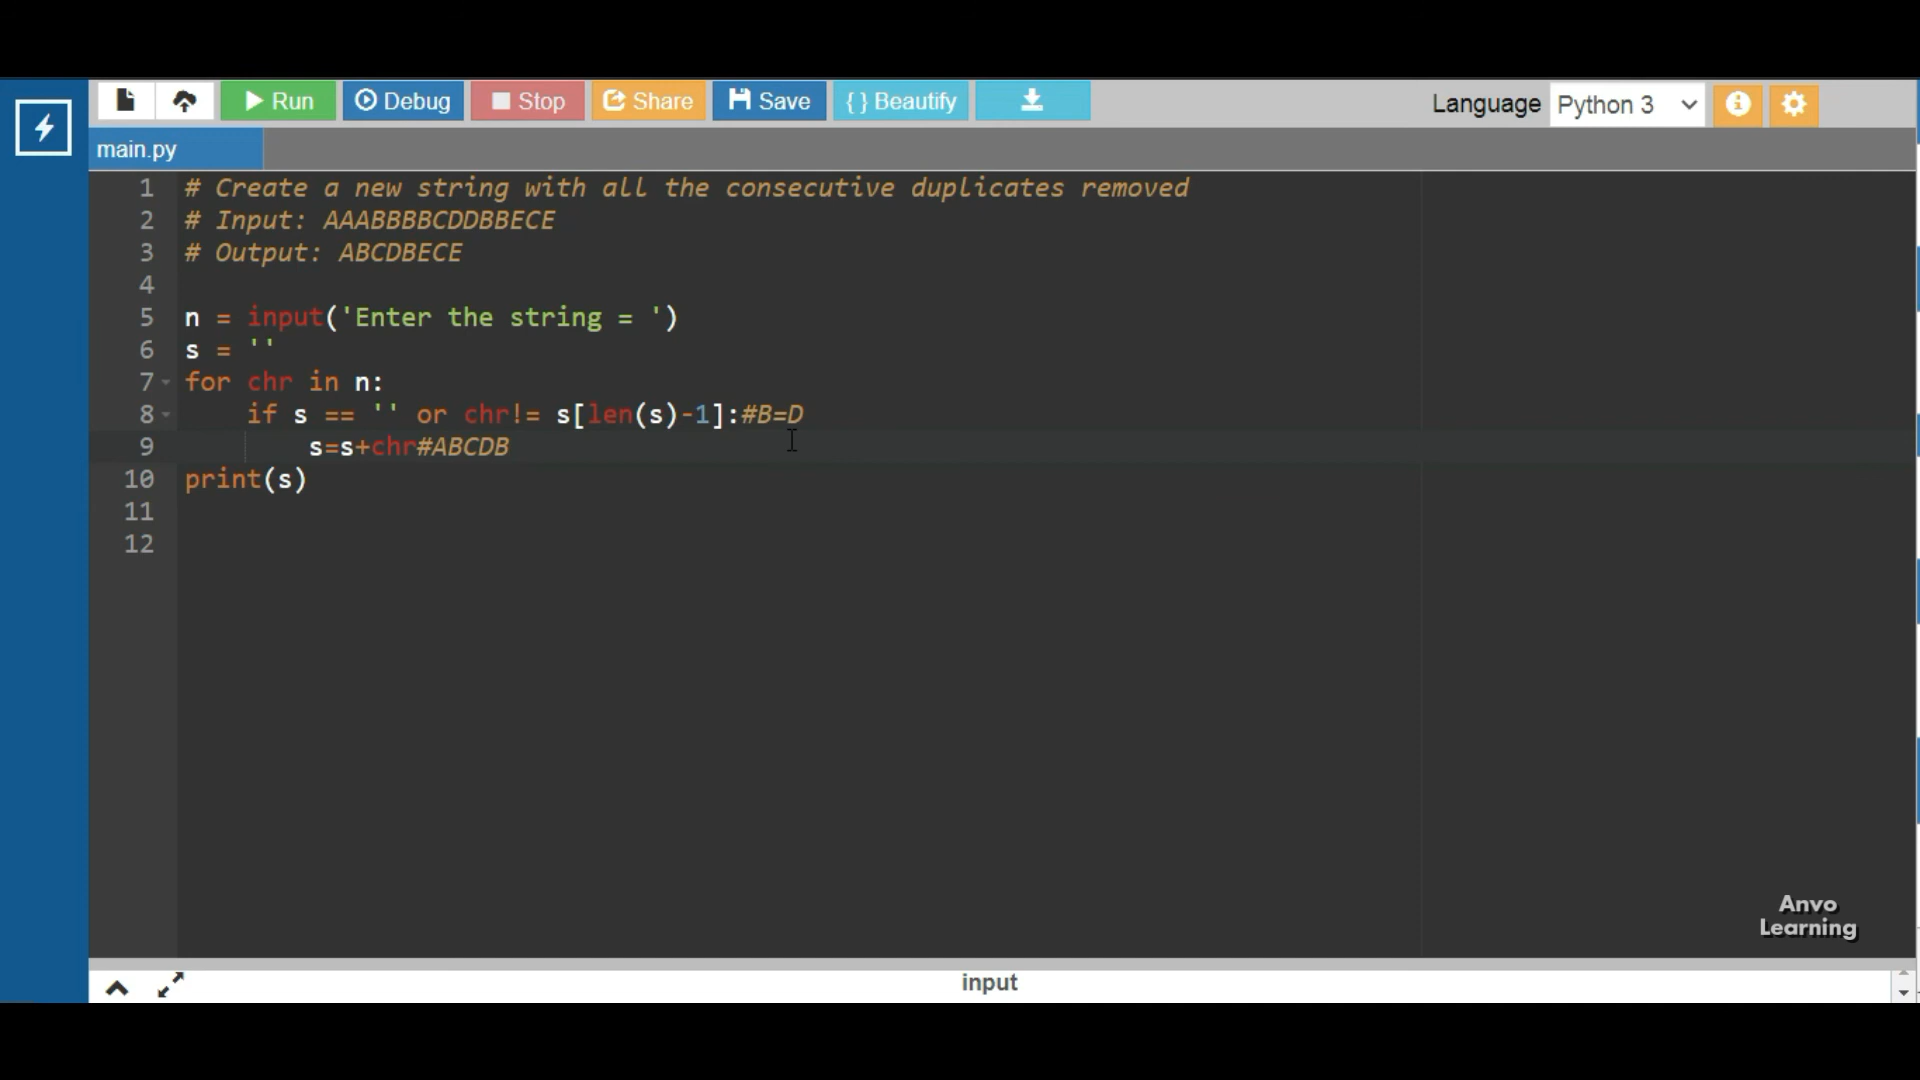 Run Debug Stop Share Save { } Beautify Language Python 3
main.py
1 # Create a new string with all the consecutive duplicates removed
2 # Input: AAABBBBCDDBBECE
3 # Output: ABCDBECE
4
5 n = input('Enter the string = ')
6 s = ''
7 for chr in n:
8 if s == '' or chr!= s[len(s)-1]:#B=D
9 s=s+chr#ABCDB
10 print(s)
11
12
Anvo
Learning
input